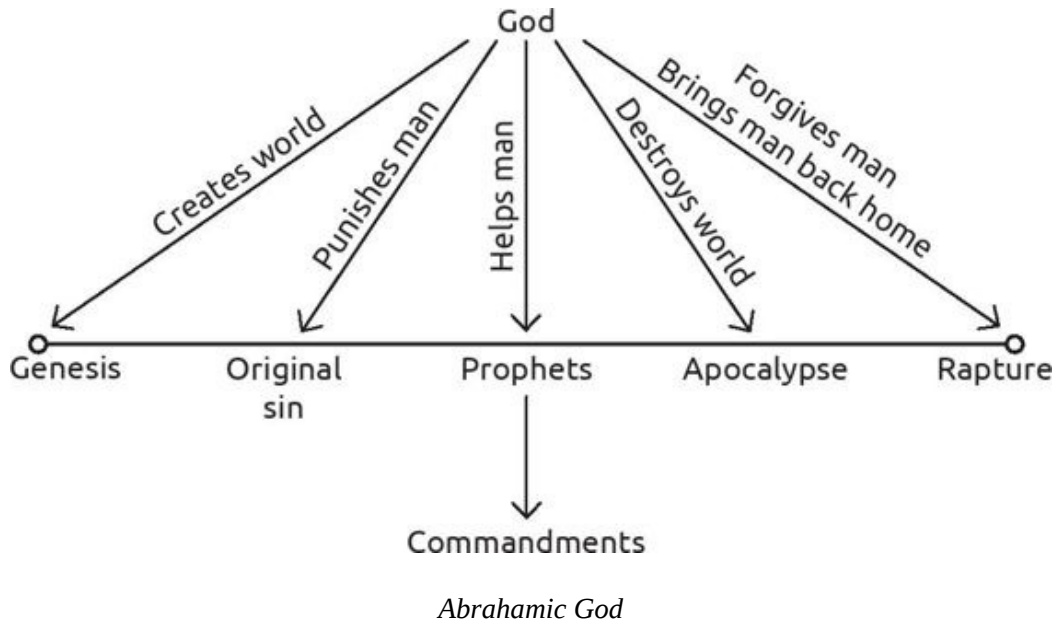 God
Creates world
Punishes man
Helps man
Destroys world
Forgives man
Brings man back home
Genesis
Original
sin
Prophets
Apocalypse
Rapture
Commandments
Abrahamic God